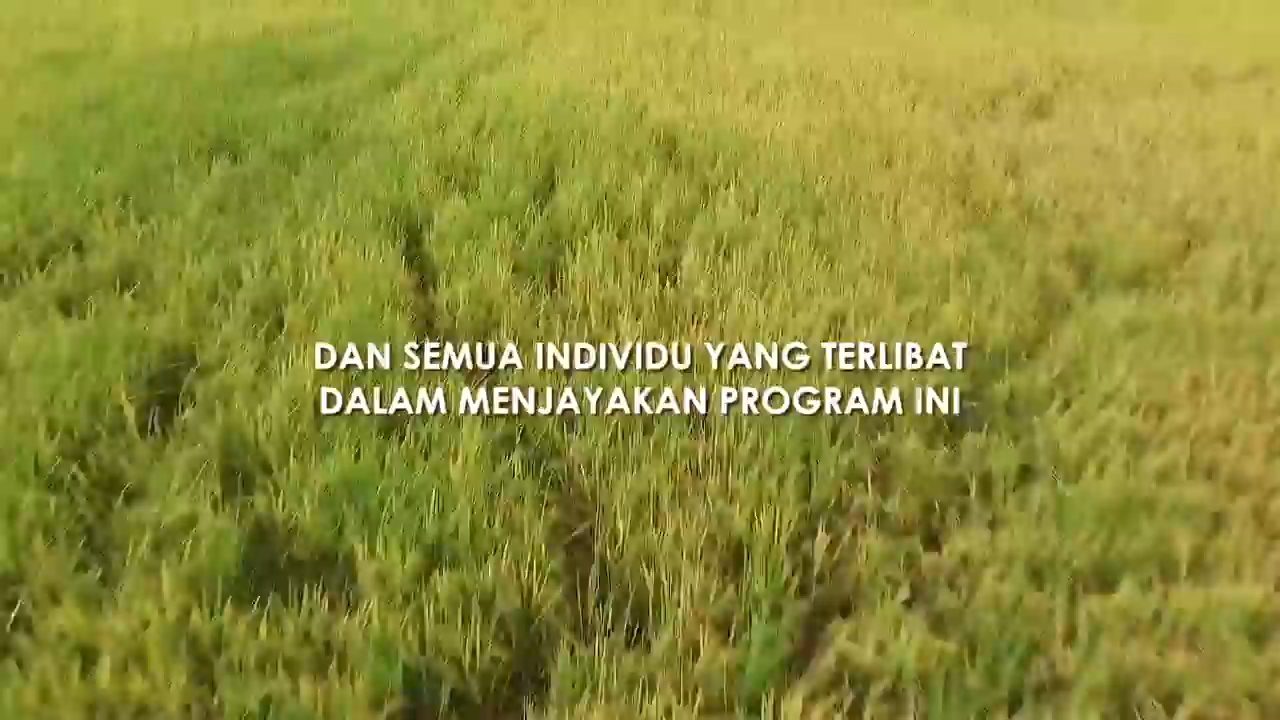 DAN SEMUA INDIVIDU YANG TERLIBAT
DALAM MENJAYAKAN PROGRAM INI